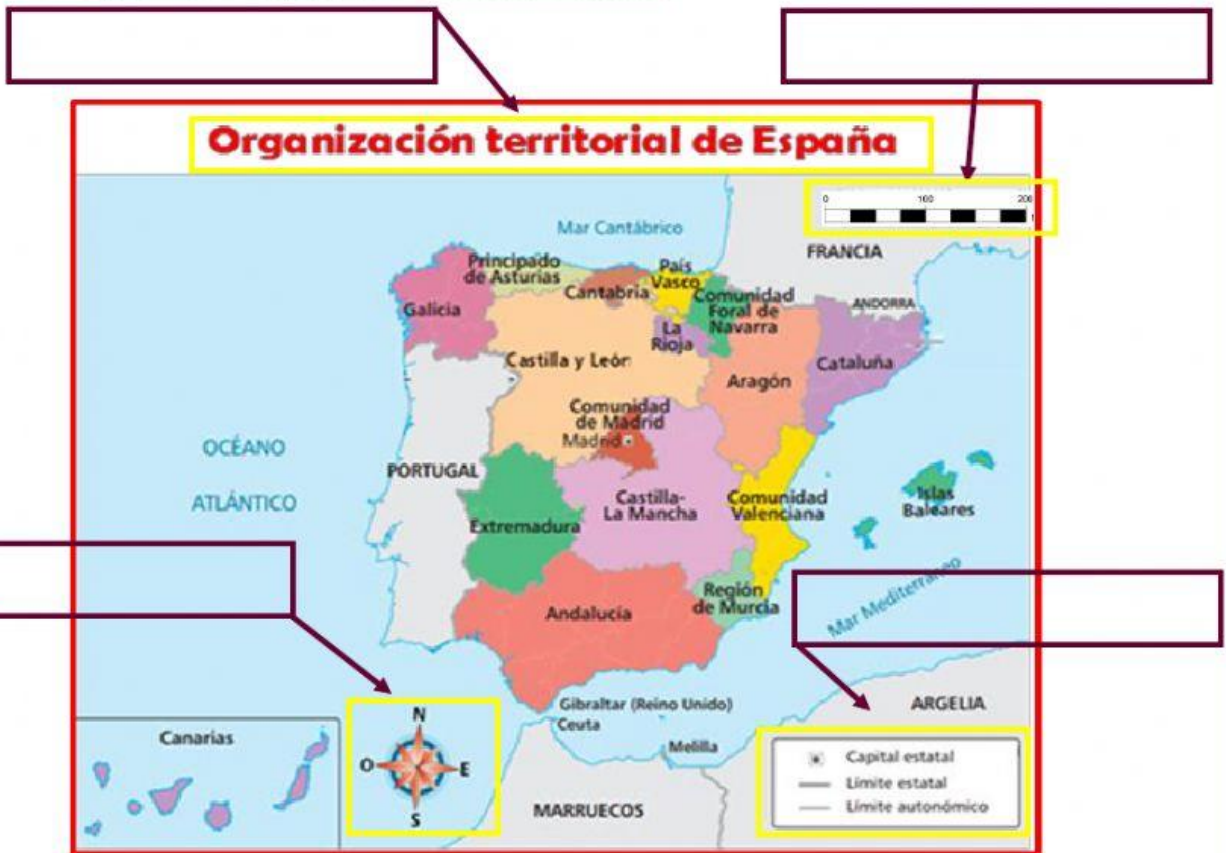 Organización territorial de España
0 100 200
Mar Cantábrico
FRANCIA
Principado
de Asturias
Cantabria
País
Vasco
Comunidad
Foral de
Navarra
ANDORRA
Galicia
La
Rioja
Castilla y León
Aragón
Cataluña
Comunidad
de Madrid
Madrid
OCÉANO
ATLÁNTICO
PORTUGAL
Castilla-
La Mancha
Comunidad
Valenciana
Islas
Baleares
Extremadura
Región
de Murcia
Andalucía
Mar Mediterráneo
Gibraltar (Reino Unido)
Ceuta
Melilla
ARGELIA
Canarias
N
O
E
S
MARRUECOS
Capital estatal
Límite estatal
Límite autonómico